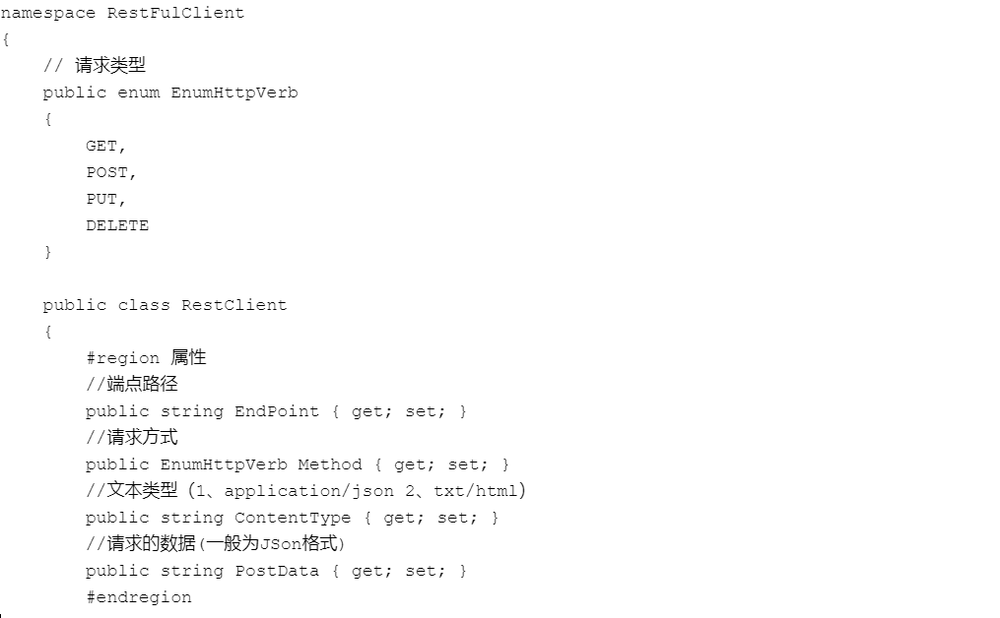 namespace RestFulClient
{
// 请求类型
public enum EnumHttpVerb
{
GET,
POST,
PUT,
DELETE
}
public class RestClient
{
#region 属性
//端点路径
public string EndPoint { get; set; }
//请求方式
public EnumHttpVerb Method { get; set; }
//文本类型（1、application/json 2、txt/html）
public string ContentType { get; set; }
//请求的数据(一般为JSon格式)
public string PostData { get; set; }
#endregion